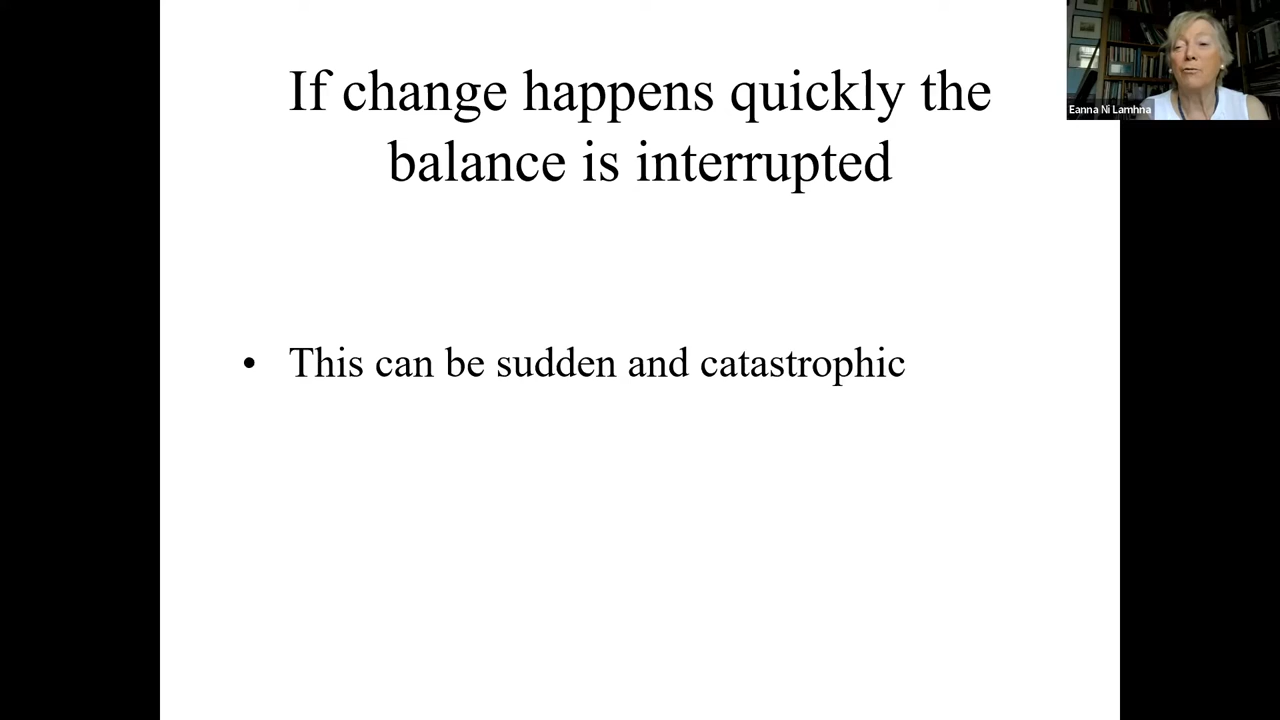 If change happens quickly the
balance is interrupted
• This can be sudden and catastrophic
Eanna Ni Lamhna